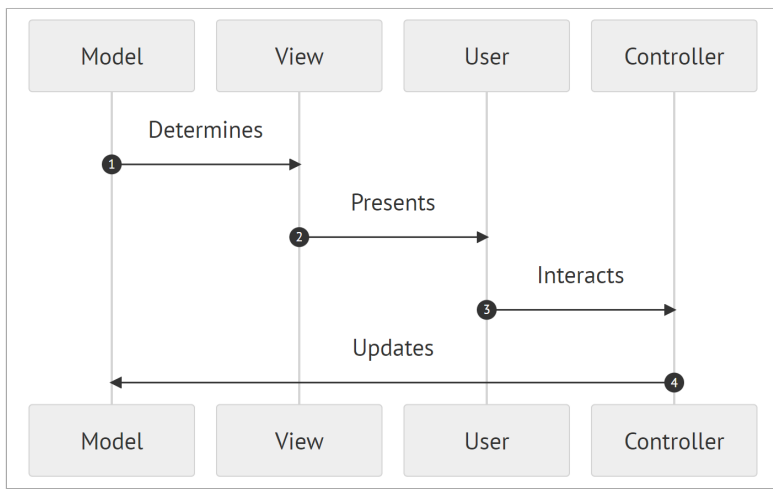 Model
View
User
Controller
Determines
1
Presents
2
Interacts
3
Updates
4
Model
View
User
Controller